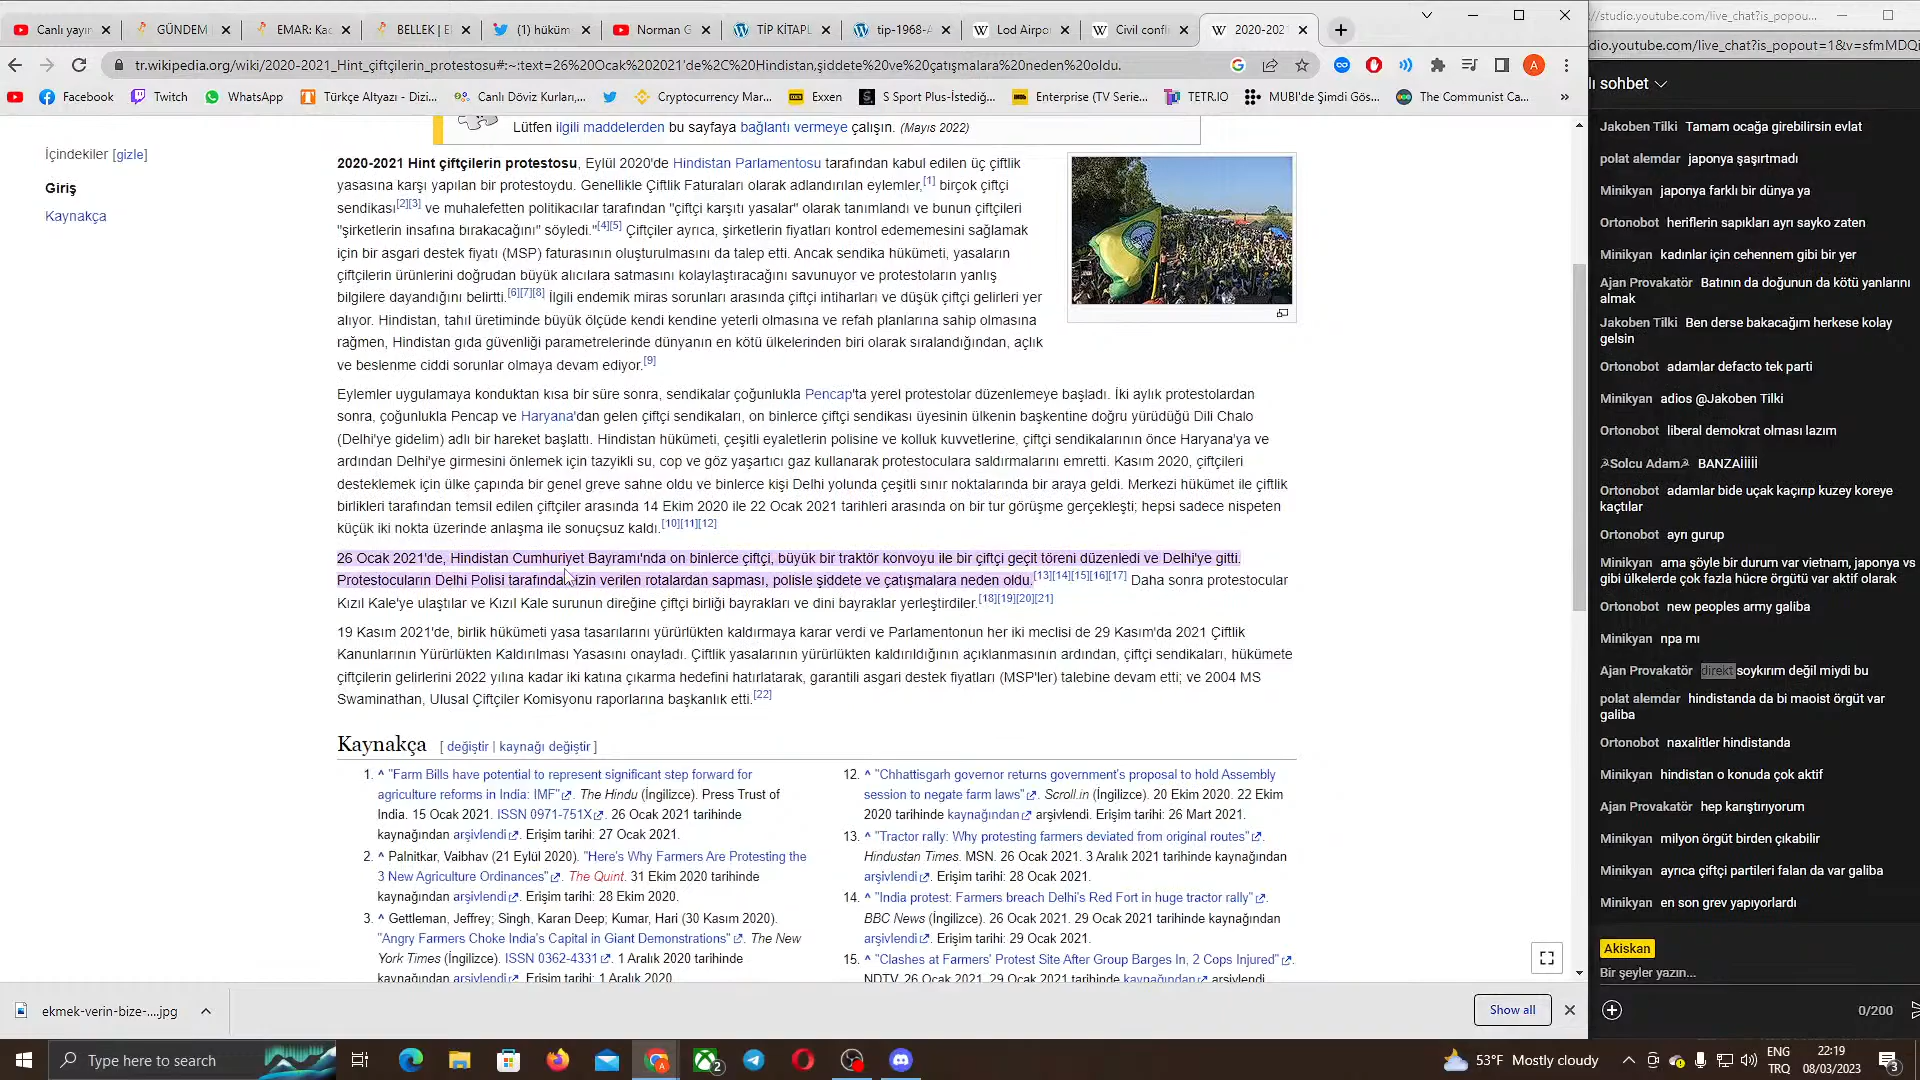 Canlı yayır
GÜNDEM
EMAR: Kac
BELLEK | E
(1) hüküm
Norman G
TİP KİTAPL
tip-1968-A
Lod Airpo
Civil confl
2020-202
tr.wikipedia.org/wiki/2020-2021_Hint_çiftçilerin_protestosu#:~:text=26%20Ocak%202021'de%2C%20Hindistan,şiddete%20ve%20çatışmalara%20neden%20oldu.
Facebook
Twitch
WhatsApp
Türkçe Altyazı - Dizi...
Canlı Döviz Kurları,...
Cryptocurrency Mar...
Exxen
S Sport Plus-İstediğ...
Enterprise (TV Serie...
TETR.IO
MUBI'de Şimdi Gös...
The Communist Ca...
»
Lütfen ilgili maddelerden bu sayfaya bağlantı vermeye çalışın. (Mayıs 2022)
İçindekiler [gizle]
Giriş
Kaynakça
2020-2021 Hint çiftçilerin protestosu, Eylül 2020'de Hindistan Parlamentosu tarafından kabul edilen üç çiftlik
yasasına karşı yapılan bir protestoydu. Genellikle Çiftlik Faturaları olarak adlandırılan eylemler,[1] birçok çiftçi
sendikası[2][3] ve muhalefetten politikacılar tarafından "çiftçi karşıtı yasalar" olarak tanımlandı ve bunun çiftçileri
"şirketlerin insafına bırakacağını" söyledi."[4][5] Çiftçiler ayrıca, şirketlerin fiyatları kontrol edememesini sağlamak
için bir asgari destek fiyatı (MSP) faturasının oluşturulmasını da talep etti. Ancak sendika hükümeti, yasaların
çiftçilerin ürünlerini doğrudan büyük alıcılara satmasını kolaylaştıracağını savunuyor ve protestoların yanlış
bilgilere dayandığını belirtti.[6][7][8] İlgili endemik miras sorunları arasında çiftçi intiharları ve düşük çiftçi gelirleri yer
alıyor. Hindistan, tahıl üretiminde büyük ölçüde kendi kendine yeterli olmasına ve refah planlarına sahip olmasına
rağmen, Hindistan gıda güvenliği parametrelerinde dünyanın en kötü ülkelerinden biri olarak sıralandığından, açlık
ve beslenme ciddi sorunlar olmaya devam ediyor.[9]
Eylemler uygulamaya konduktan kısa bir süre sonra, sendikalar çoğunlukla Pencap'ta yerel protestolar düzenlemeye başladı. İki aylık protestolardan
sonra, çoğunlukla Pencap ve Haryana'dan gelen çiftçi sendikaları, on binlerce çiftçi sendikası üyesinin ülkenin başkentine doğru yürüdüğü Dili Chalo
(Delhi'ye gidelim) adlı bir hareket başlattı. Hindistan hükümeti, çeşitli eyaletlerin polisine ve kolluk kuvvetlerine, çiftçi sendikalarının önce Haryana'ya ve
ardından Delhi'ye girmesini önlemek için tazyikli su, cop ve göz yaşartıcı gaz kullanarak protestoculara saldırmalarını emretti. Kasım 2020, çiftçileri
desteklemek için ülke çapında bir genel greve sahne oldu ve binlerce kişi Delhi yolunda çeşitli sınır noktalarında bir araya geldi. Merkezi hükümet ile çiftlik
birlikleri tarafından temsil edilen çiftçiler arasında 14 Ekim 2020 ile 22 Ocak 2021 tarihleri arasında on bir tur görüşme gerçekleşti; hepsi sadece nispeten
küçük iki nokta üzerinde anlaşma ile sonuçsuz kaldı.[10][11][12]
26 Ocak 2021'de, Hindistan Cumhuriyet Bayramı'nda on binlerce çiftçi, büyük bir traktör konvoyu ile bir çiftçi geçit töreni düzenledi ve Delhi'ye gitti.
Protestocuların Delhi Polisi tarafından izin verilen rotalardan sapması, polisle şiddete ve çatışmalara neden oldu.[13][14][15][16][17] Daha sonra protestocular
Kızıl Kale'ye ulaştılar ve Kızıl Kale surunun direğine çiftçi birliği bayrakları ve dini bayraklar yerleştirdiler.[18][19][20][21]
19 Kasım 2021'de, birlik hükümeti yasa tasarılarını yürürlükten kaldırmaya karar verdi ve Parlamentonun her iki meclisi de 29 Kasım'da 2021 Çiftlik
Kanunlarının Yürürlükten Kaldırılması Yasasını onayladı. Çiftlik yasalarının yürürlükten kaldırıldığının açıklanmasının ardından, çiftçi sendikaları, hükümete
çiftçilerin gelirlerini 2022 yılına kadar iki katına çıkarma hedefini hatırlatarak, garantili asgari destek fiyatları (MSP'ler) talebine devam etti; ve 2004 MS
Swaminathan, Ulusal Çiftçiler Komisyonu raporlarına başkanlık etti.[22]
Kaynakça [ değiştir | kaynağı değiştir ]
1. ^ "Farm Bills have potential to represent significant step forward for
agriculture reforms in India: IMF". The Hindu (İngilizce). Press Trust of
India. 15 Ocak 2021. ISSN 0971-751X. 26 Ocak 2021 tarihinde
kaynağından arşivlendi. Erişim tarihi: 27 Ocak 2021.
2. ^ Palnitkar, Vaibhav (21 Eylül 2020). "Here's Why Farmers Are Protesting the
3 New Agriculture Ordinances". The Quint. 31 Ekim 2020 tarihinde
kaynağından arşivlendi. Erişim tarihi: 28 Ekim 2020.
3. ^ Gettleman, Jeffrey; Singh, Karan Deep; Kumar, Hari (30 Kasım 2020).
"Angry Farmers Choke India's Capital in Giant Demonstrations". The New
York Times (İngilizce). ISSN 0362-4331. 1 Aralık 2020 tarihinde
kaynağından arşivlendi. Erişim tarihi: 1 Aralık 2020.
12. ^ "Chhattisgarh governor returns government's proposal to hold Assembly
session to negate farm laws". Scroll.in (İngilizce). 20 Ekim 2020. 22 Ekim
2020 tarihinde kaynağından arşivlendi. Erişim tarihi: 26 Mart 2021.
13. ^ "Tractor rally: Why protesting farmers deviated from original routes".
Hindustan Times. MSN. 26 Ocak 2021. 3 Aralık 2021 tarihinde kaynağından
arşivlendi. Erişim tarihi: 28 Ocak 2021.
14. ^ "India protest: Farmers breach Delhi's Red Fort in huge tractor rally".
BBC News (İngilizce). 26 Ocak 2021. 29 Ocak 2021 tarihinde kaynağından
arşivlendi. Erişim tarihi: 29 Ocak 2021.
15. ^ "Clashes at Farmers' Protest Site After Group Barges In, 2 Cops Injured".
NDTV. 26 Ocak 2021. 29 Ocak 2021 tarihinde kaynağından arşivlendi.
ekmek-verin-bize-....jpg
Show all
://studio.youtube.com/live_chat?is_popou...
dio.youtube.com/live_chat?is_popout=1&v=sfmMDQi
lı sohbet
Jakoben Tilki Tamam ocağa girebilirsin evlat
polat alemdar japonya şaşırtmadı
Minikyan japonya farklı bir dünya ya
Ortonobot heriflerin sapıkları ayrı sayko zaten
Minikyan kadınlar için cehennem gibi bir yer
Ajan Provakatör Batının da doğunun da kötü yanlarını
almak
Jakoben Tilki Ben derse bakacağım herkese kolay
gelsin
Ortonobot adamlar defacto tek parti
Minikyan adios @Jakoben Tilki
Ortonobot liberal demokrat olması lazım
☭Solcu Adam☭ BANZAİİİİİ
Ortonobot adamlar bide uçak kaçırıp kuzey koreye
kaçtılar
Ortonobot ayrı gurup
Minikyan ama şöyle bir durum var vietnam, japonya vs
gibi ülkelerde çok fazla hücre örgütü var aktif olarak
Ortonobot new peoples army galiba
Minikyan npa mı
Ajan Provakatör direkt soykırım değil miydi bu
polat alemdar hindistanda da bi maoist örgüt var
galiba
Ortonobot naxalitler hindistanda
Minikyan hindistan o konuda çok aktif
Ajan Provakatör hep karıştırıyorum
Minikyan milyon örgüt birden çıkabilir
Minikyan ayrıca çiftçi partileri falan da var galiba
Minikyan en son grev yapıyorlardı
Akiskan
Bir şeyler yazın...
0/200
Type here to search
2
53°F Mostly cloudy
ENG
TRQ
22:19
08/03/2023
3